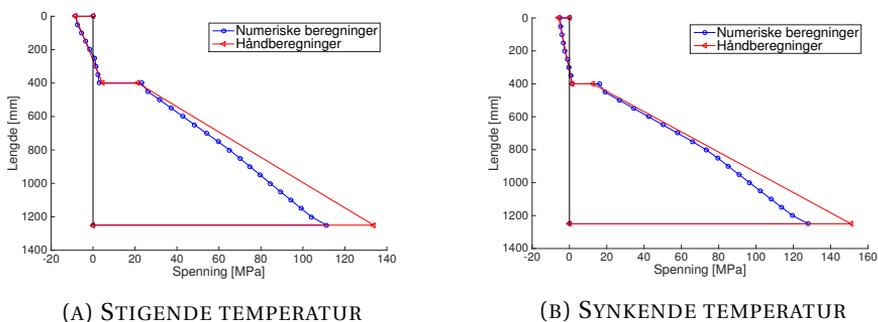 Numeriske beregninger
Håndberegninger
Lengde [mm]
0
200
400
600
800
1000
1200
1400
-20 0 20 40 60 80 100 120 140
Spenning [MPa]
(A) STIGENDE TEMPERATUR
Numeriske beregninger
Håndberegninger
Lengde [mm]
0
200
400
600
800
1000
1200
1400
-20 0 20 40 60 80 100 120 140 160
Spenning [MPa]
(B) SYNKENDE TEMPERATUR